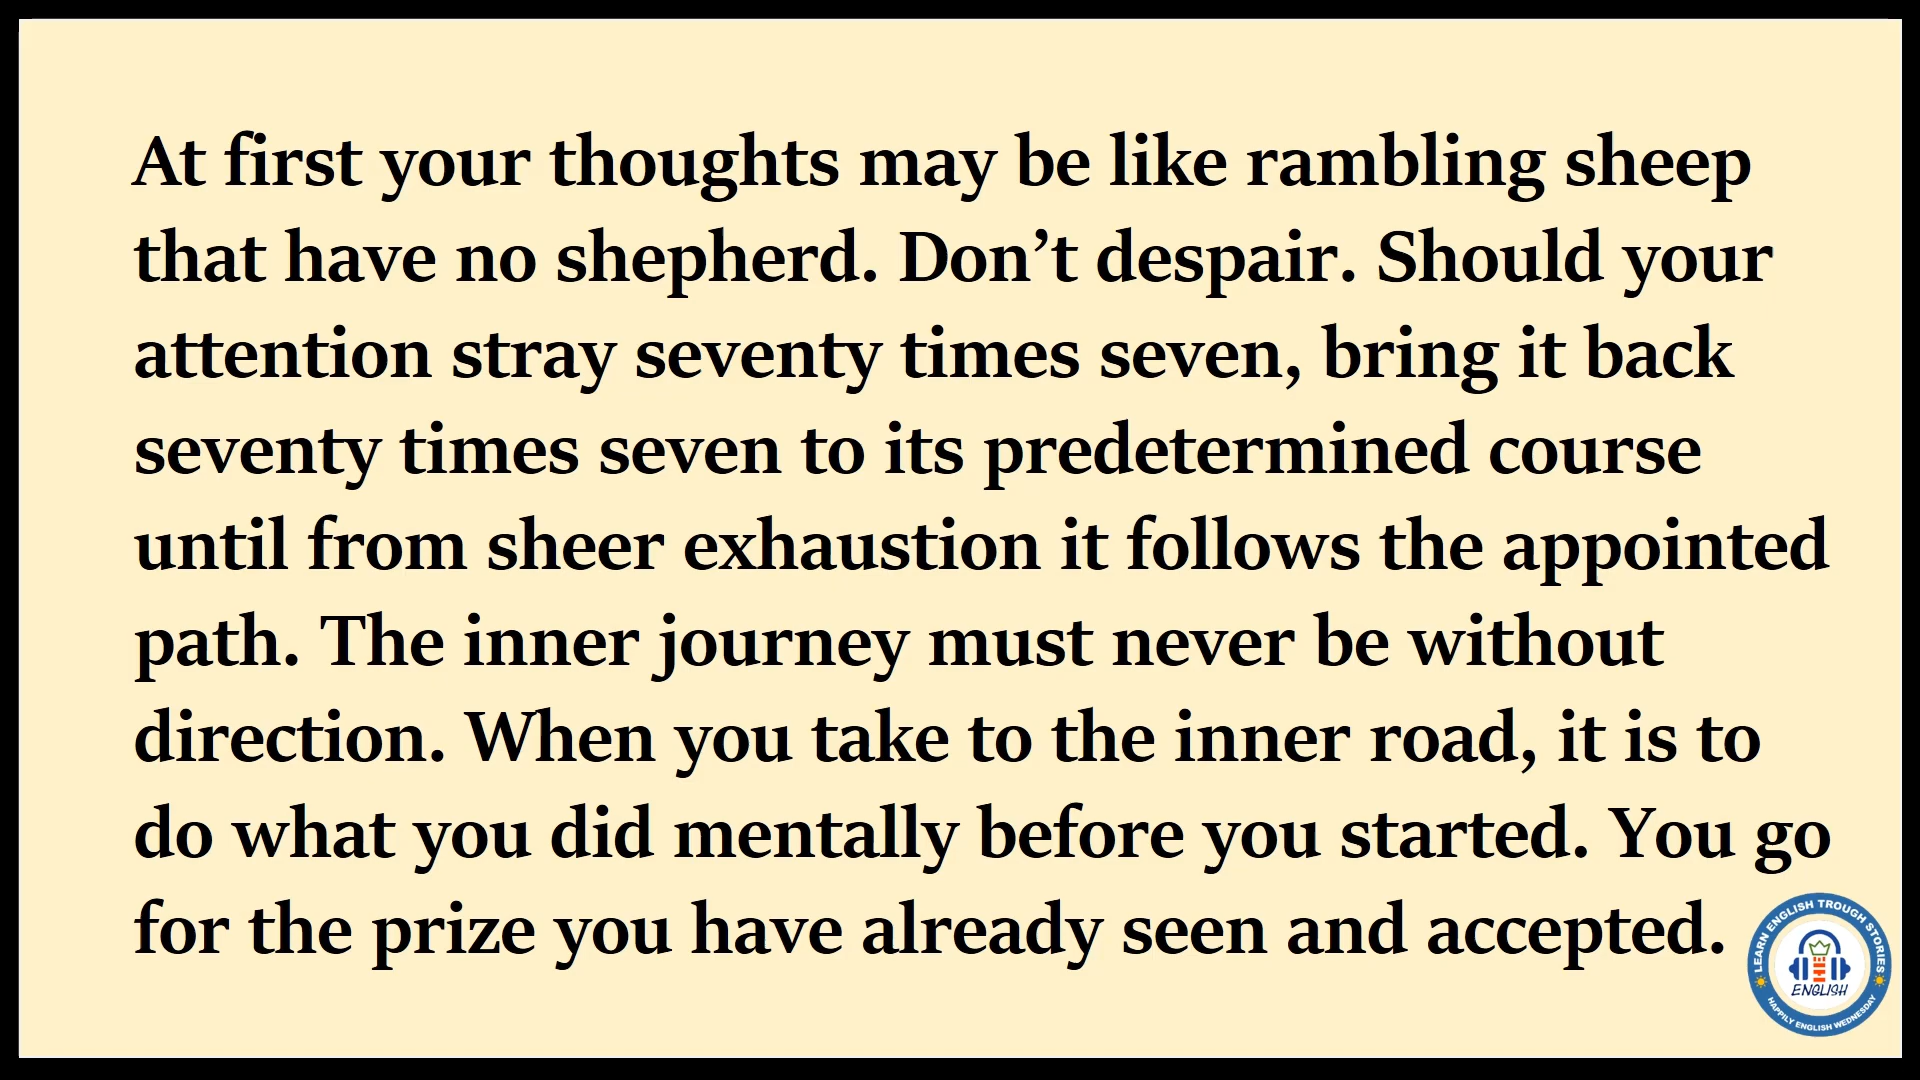 At first your thoughts may be like rambling sheep
that have no shepherd. Don’t despair. Should your
attention stray seventy times seven, bring it back
seventy times seven to its predetermined course
until from sheer exhaustion it follows the appointed
path. The inner journey must never be without
direction. When you take to the inner road, it is to
do what you did mentally before you started. You go
for the prize you have already seen and accepted.
LEARN ENGLISH TROUGH STORIES
ENGLISH
HAPPILY ENGLISH WEDNESDAY